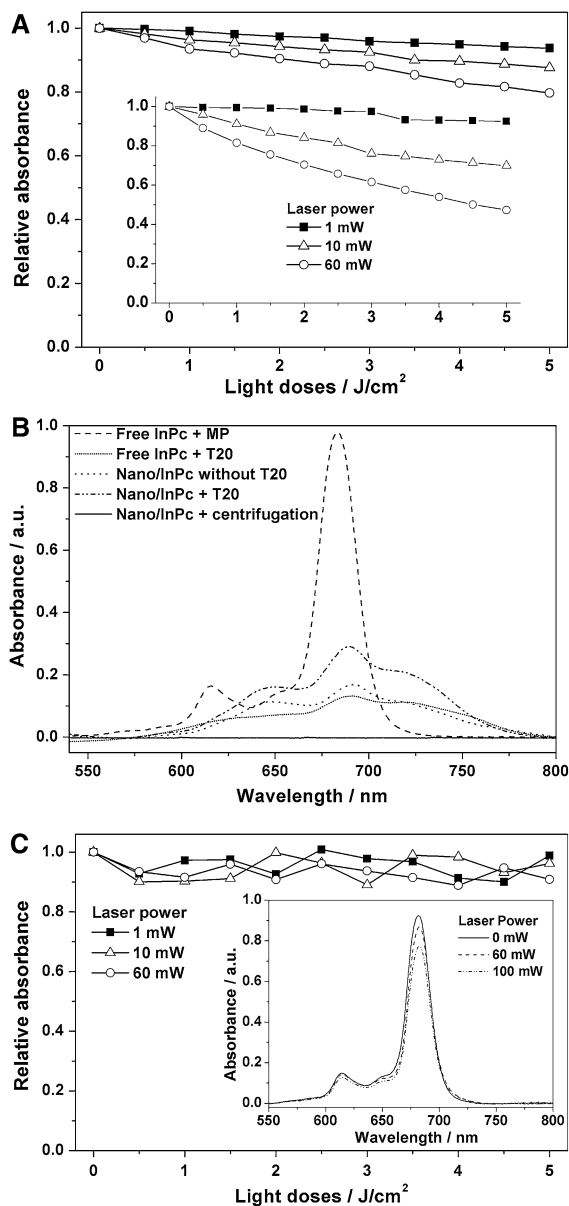 A
Relative absorbance
1.0
0.8
0.6
0.4
0.2
0.0
1.0
0.8
0.6
0.4
0.2
0.0
Laser power
1 mW
10 mW
60 mW
0 1 2 3 4 5
0 1 2 3 4 5
Light doses / J/cm²
B
Absorbance / a.u.
1.0
0.8
0.6
0.4
0.2
0.0
Free InPc + MP
Free InPc + T20
Nano/InPc without T20
Nano/InPc + T20
Nano/InPc + centrifugation
550 600 650 700 750 800
Wavelength / nm
C
Relative absorbance
1.0
0.8
0.6
0.4
0.2
0.0
Laser power
1 mW
10 mW
60 mW
Absorbance / a.u.
1.0
0.8
0.6
0.4
0.2
0.0
Laser Power
0 mW
60 mW
100 mW
550 600 650 700 750 800
Wavelength / nm
0 1 2 3 4 5
Light doses / J/cm²